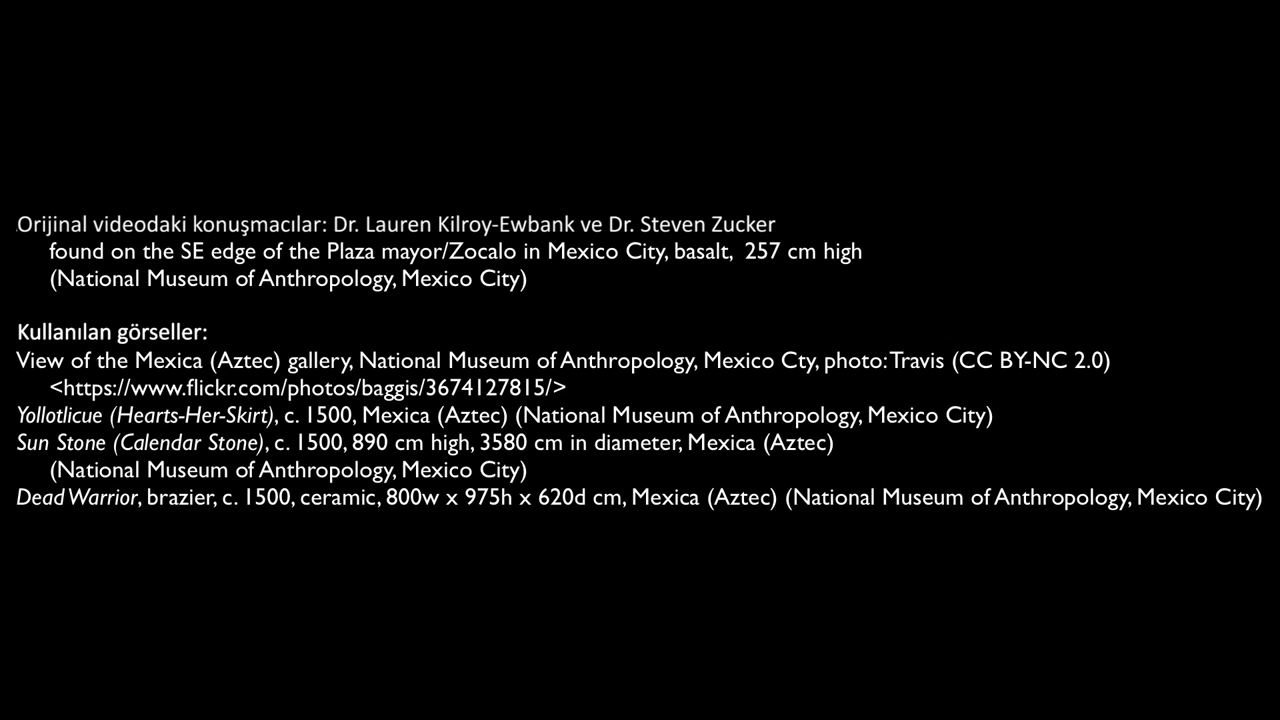 Orijinal videodaki konuşmacılar: Dr. Lauren Kilroy-Ewbank ve Dr. Steven Zucker
found on the SE edge of the Plaza mayor/Zocalo in Mexico City, basalt, 257 cm high
(National Museum of Anthropology, Mexico City)
Kullanılan görseller:
View of the Mexica (Aztec) gallery, National Museum of Anthropology, Mexico Cty, photo: Travis (CC BY-NC 2.0)
<https://www.flickr.com/photos/baggis/3674127815/>
Yollotlicue (Hearts-Her-Skirt), c. 1500, Mexica (Aztec) (National Museum of Anthropology, Mexico City)
Sun Stone (Calendar Stone), c. 1500, 890 cm high, 3580 cm in diameter, Mexica (Aztec)
(National Museum of Anthropology, Mexico City)
Dead Warrior, brazier, c. 1500, ceramic, 800w x 975h x 620d cm, Mexica (Aztec) (National Museum of Anthropology, Mexico City)